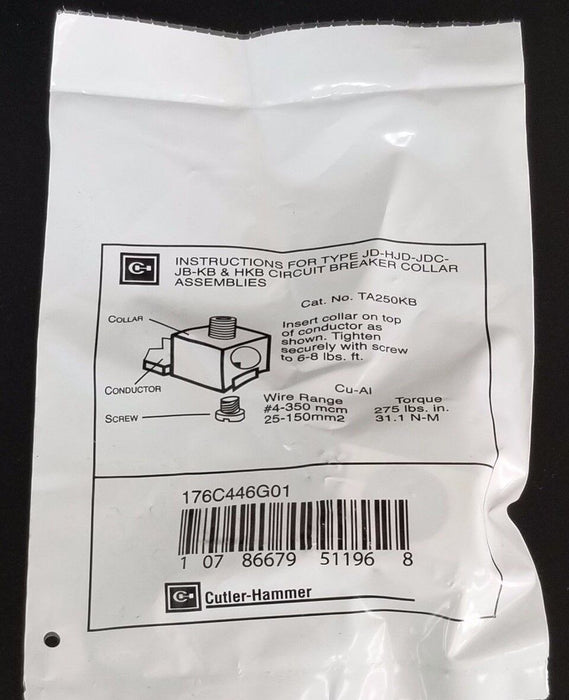 INSTRUCTIONS FOR TYPE JD-HJD-JDC-
JB-KB & HKB CIRCUIT BREAKER COLLAR
ASSEMBLIES
Cat. No. TA250KB
COLLAR
Insert collar on top
of conductor as
shown. Tighten
securely with screw
to 6-8 lbs. ft.
CONDUCTOR
SCREW
Cu-Al
Wire Range Torque
#4-350 mcm 275 lbs. in.
25-150mm2 31.1 N-M
176C446G01
1 07 86679 51196 8
Cutler-Hammer